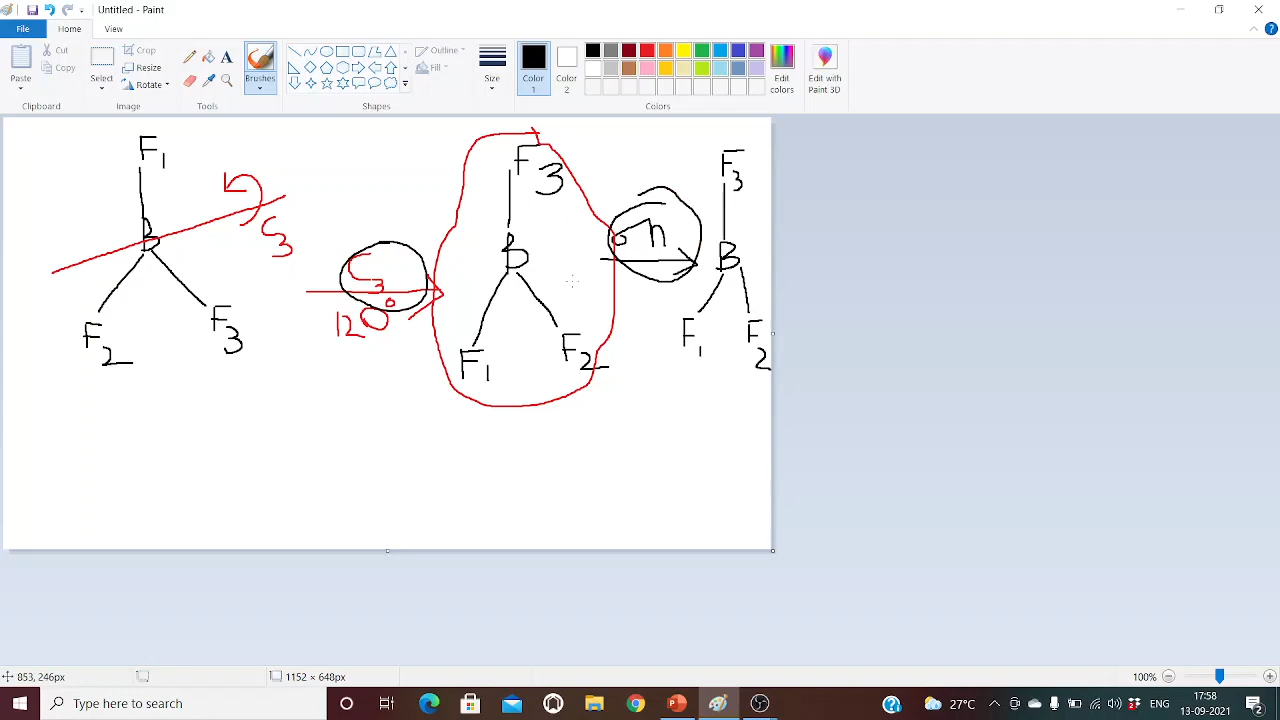 Untitled - Paint
File
Home
View
Paste
Cut
Copy
Clipboard
Select
Crop
Resize
Rotate
Image
Tools
Brushes
Shapes
Outline
Fill
Size
Color 1
Color 2
Colors
Edit colors
Edit with Paint 3D
F1
B
F2
F3
C3
C3
120°
F3
B
F1
F2
σh
F3
B
F1
F2
853, 246px
1152 × 640px
100%
Type here to search
27°C
ENG
17:58
13-09-2021